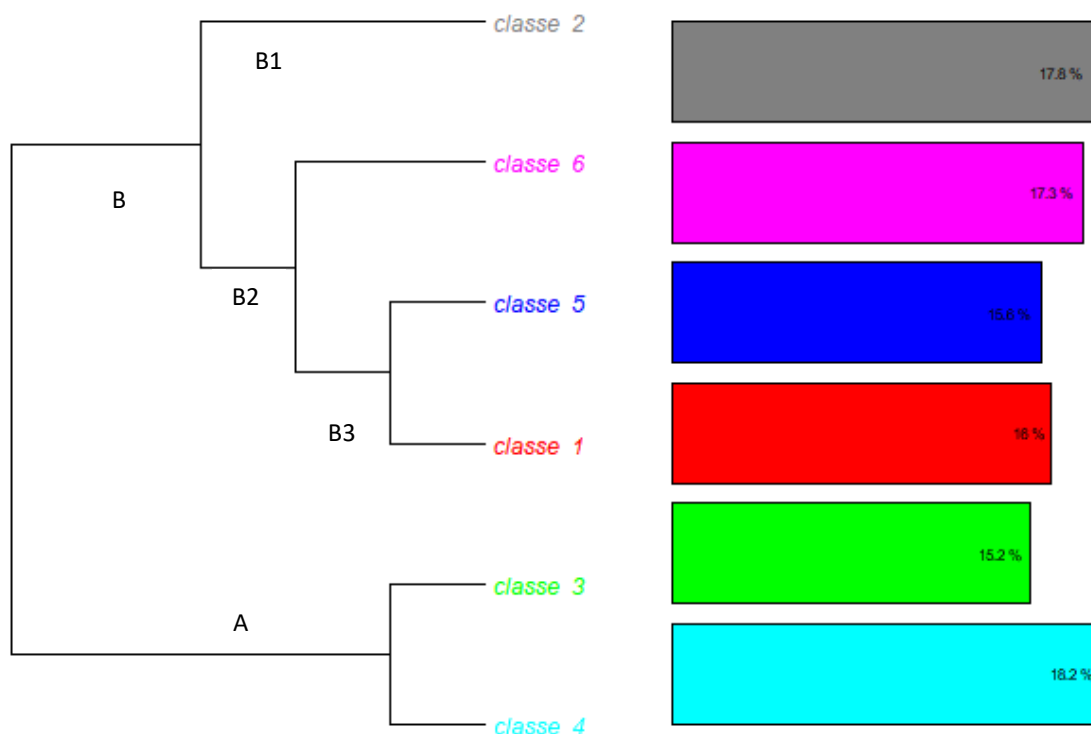 classe 2
B1
17.8 %
classe 6
17.3 %
B
B2
classe 5
15.6 %
B3
classe 1
16 %
classe 3
15.2 %
A
classe 4
18.2 %